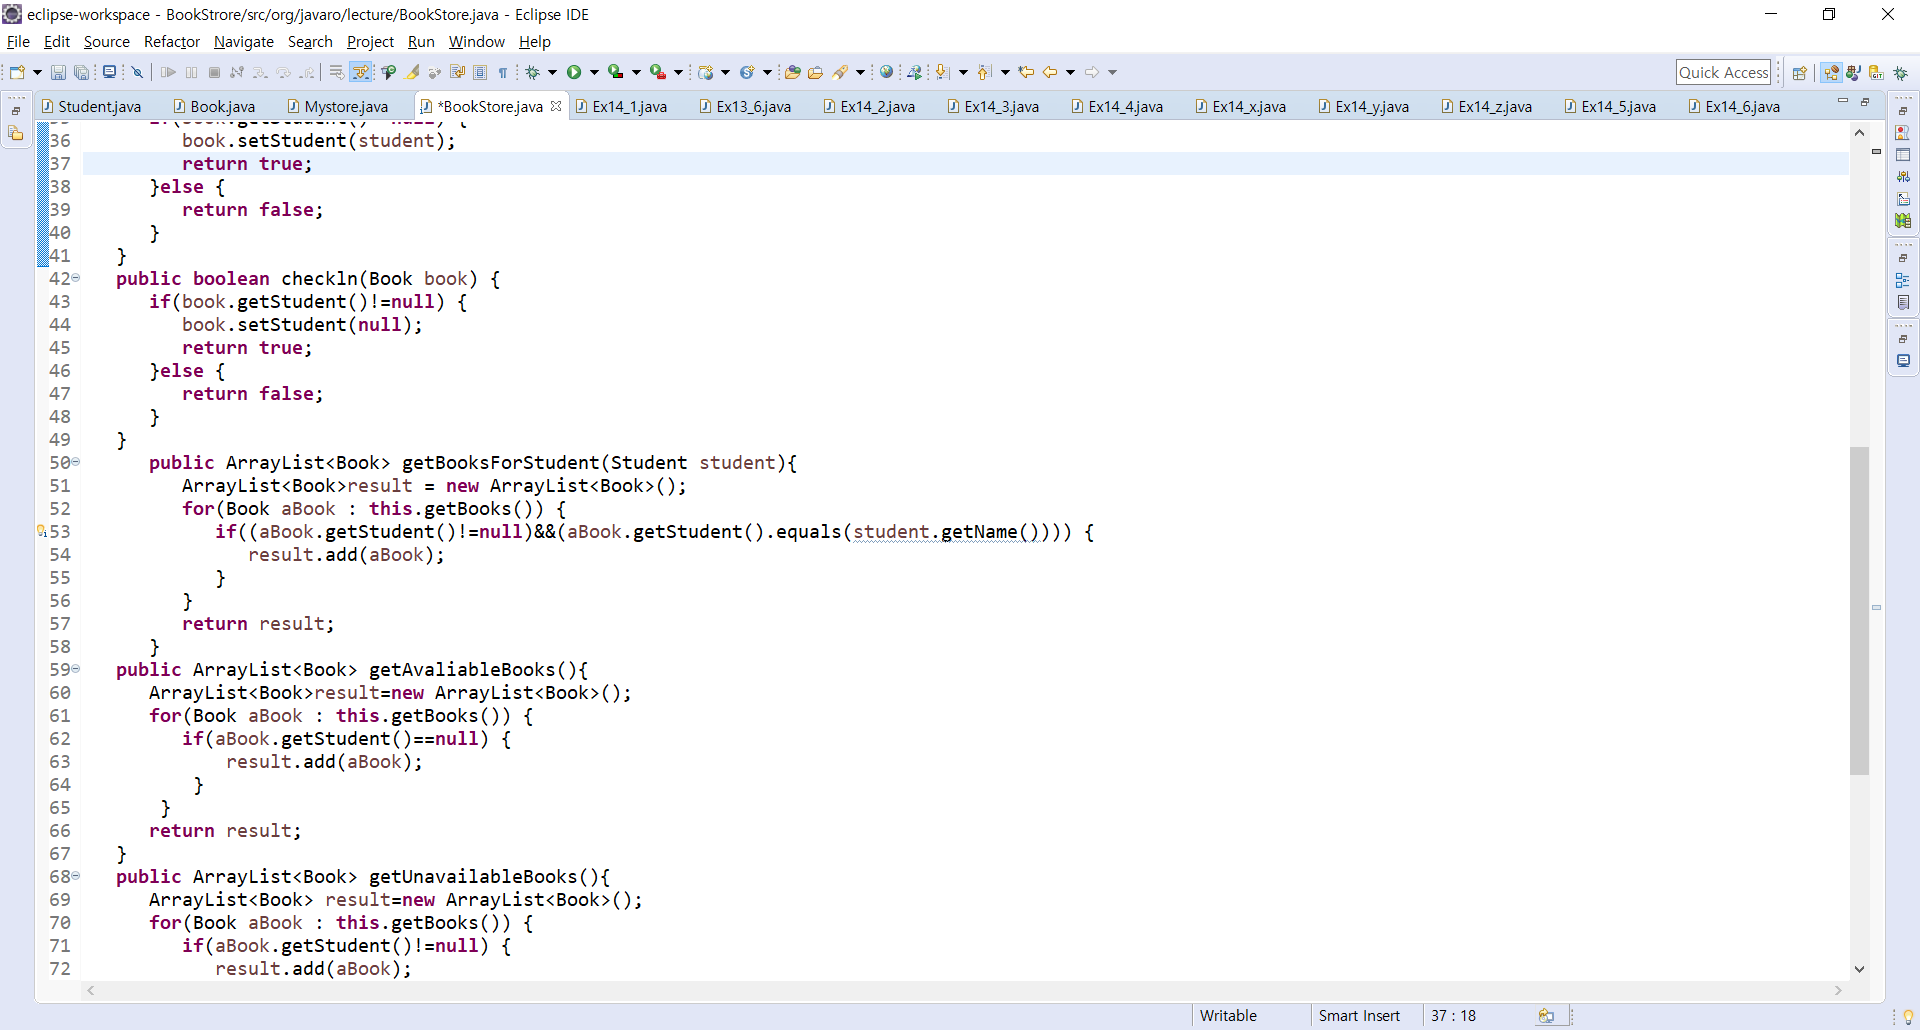 eclipse-workspace - BookStrore/src/org/javaro/lecture/BookStore.java - Eclipse IDE
File Edit Source Refactor Navigate Search Project Run Window Help
Quick Access
Student.java Book.java Mystore.java *BookStore.java Ex14_1.java Ex13_6.java Ex14_2.java Ex14_3.java Ex14_4.java Ex14_x.java Ex14_y.java Ex14_z.java Ex14_5.java Ex14_6.java
36 book.setStudent(student);
37 return true;
38 }else {
39 return false;
40 }
41 }
42 public boolean checkln(Book book) {
43 if(book.getStudent()!=null) {
44 book.setStudent(null);
45 return true;
46 }else {
47 return false;
48 }
49 }
50 public ArrayList<Book> getBooksForStudent(Student student){
51 ArrayList<Book>result = new ArrayList<Book>();
52 for(Book aBook : this.getBooks()) {
53 if((aBook.getStudent()!=null)&&(aBook.getStudent().equals(student.getName()))) {
54 result.add(aBook);
55 }
56 }
57 return result;
58 }
59 public ArrayList<Book> getAvaliableBooks(){
60 ArrayList<Book>result=new ArrayList<Book>();
61 for(Book aBook : this.getBooks()) {
62 if(aBook.getStudent()==null) {
63 result.add(aBook);
64 }
65 }
66 return result;
67 }
68 public ArrayList<Book> getUnavailableBooks(){
69 ArrayList<Book> result=new ArrayList<Book>();
70 for(Book aBook : this.getBooks()) {
71 if(aBook.getStudent()!=null) {
72 result.add(aBook);
Writable Smart Insert 37 : 18